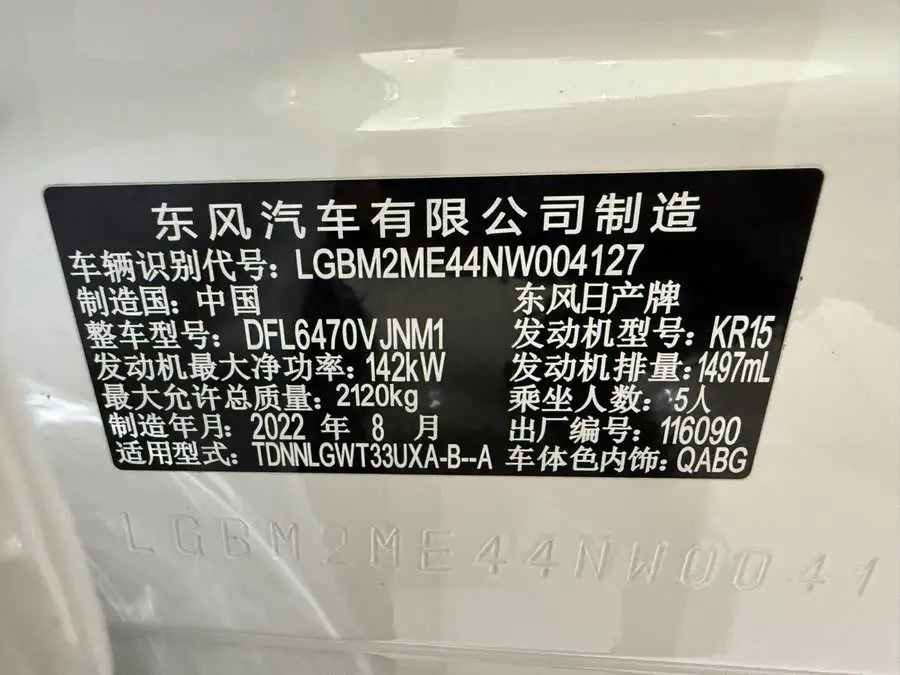 东风汽车有限公司制造
车辆识别代号: LGBM2ME44NW004127
制造国: 中国 东风日产牌
整车型号: DFL6470VJNM1 发动机型号: KR15
发动机最大净功率: 142kW 发动机排量: 1497mL
最大允许总质量: 2120kg 乘坐人数: 5人
制造年月: 2022 年 8 月 出厂编号: 116090
适用型式: TDNNLGWT33UXA-B--A 车体色内饰: QABG
LGBM2ME44NW0041